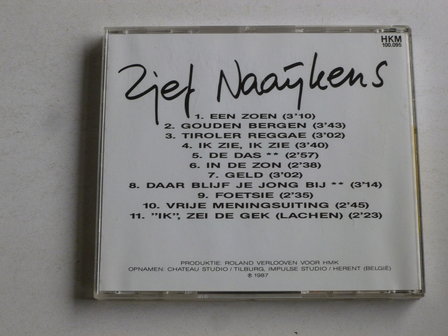 HKM
100.095
Zjef Naaijkens
1. EEN ZOEN (3'10)
2. GOUDEN BERGEN (3'43)
3. TIROLER REGGAE (3'02)
4. IK ZIE, IK ZIE (3'40)
5. DE DAS ** (2'57)
6. IN DE ZON (2'38)
7. GELD (3'02)
8. DAAR BLIJF JE JONG BIJ ** (3'14)
9. FOETSIE (2'35)
10. VRIJE MENINGSUITING (2'45)
11. "IK", ZEI DE GEK (LACHEN) (2'23)
PRODUKTIE: ROLAND VERLOOVEN VOOR HMK
OPNAMEN: CHATEAU STUDIO / TILBURG, IMPULSE STUDIO / HERENT (BELGIË)
℗ 1987